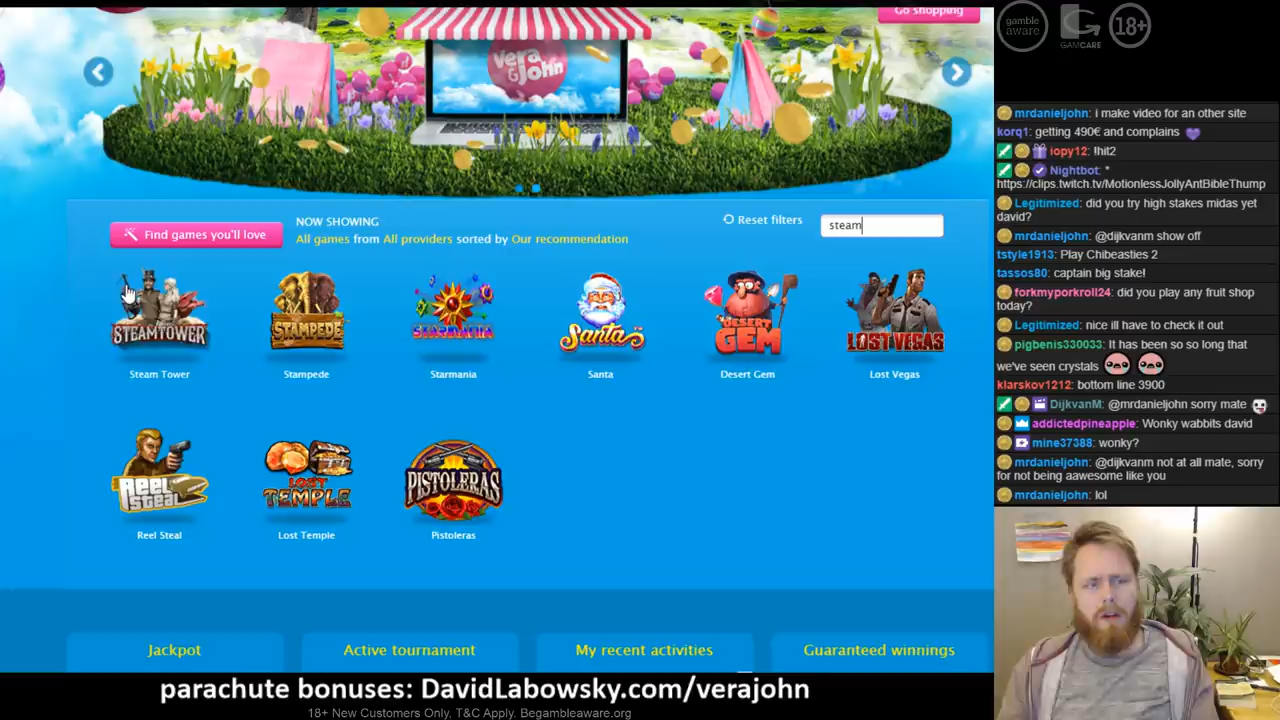 Go shopping
vera
&john
NOW SHOWING
Find games you'll love
All games from All providers sorted by Our recommendation
Reset filters
steam
STEAMTOWER
STAMPEDE
STARMANIA
Santa
DESERT
GEM
LOST VEGAS
Steam Tower
Stampede
Starmania
Santa
Desert Gem
Lost Vegas
REEL
STEAL
LOST
TEMPLE
PISTOLERAS
Reel Steal
Lost Temple
Pistoleras
Jackpot
Active tournament
My recent activities
Guaranteed winnings
parachute bonuses: DavidLabowsky.com/verajohn
18+ New Customers Only, T&C Apply. Begambleaware.org
gamble
aware
GAMCARE
18+
mrdanieljohn: i make video for an other site
korq1: getting 490€ and complains
iopy12: !hit2
Nightbot: *
https://clips.twitch.tv/MotionlessJollyAntBibleThump
Legitimized: did you try high stakes midas yet
david?
mrdanieljohn: @dijkvanm show off
tstyle1913: Play Chibeasties 2
tassos80: captain big stake!
forkmyporkroll24: did you play any fruit shop
today?
Legitimized: nice ill have to check it out
pigbenis330033: It has been so so long that
we've seen crystals
klarskov1212: bottom line 3900
DijkvanM: @mrdanieljohn sorry mate
addictedpineapple: Wonky wabbits david
mine37388: wonky?
mrdanieljohn: @dijkvanm not at all mate, sorry
for not being aawesome like you
mrdanieljohn: lol